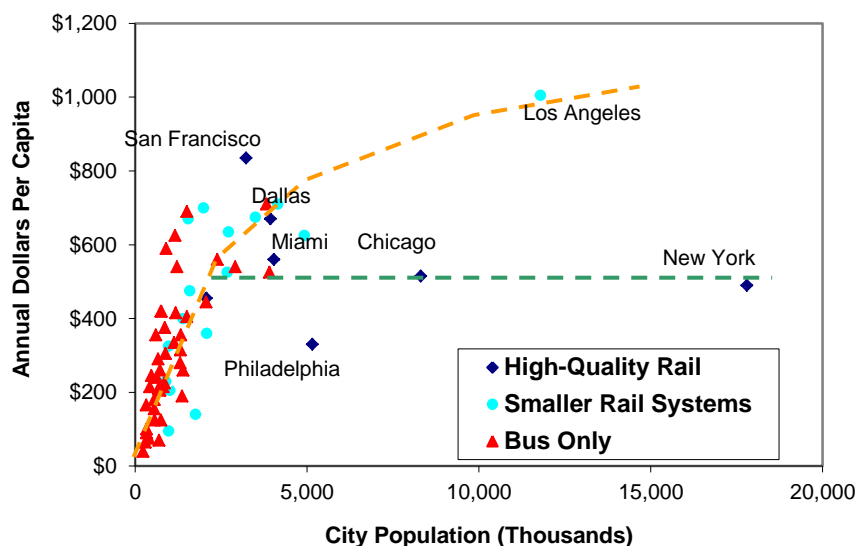 $1,200
$1,000
$800
$600
$400
$200
$0
Annual Dollars Per Capita
San Francisco
Los Angeles
Dallas
Miami
Chicago
New York
Philadelphia
High-Quality Rail
Smaller Rail Systems
Bus Only
0
5,000
10,000
15,000
20,000
City Population (Thousands)